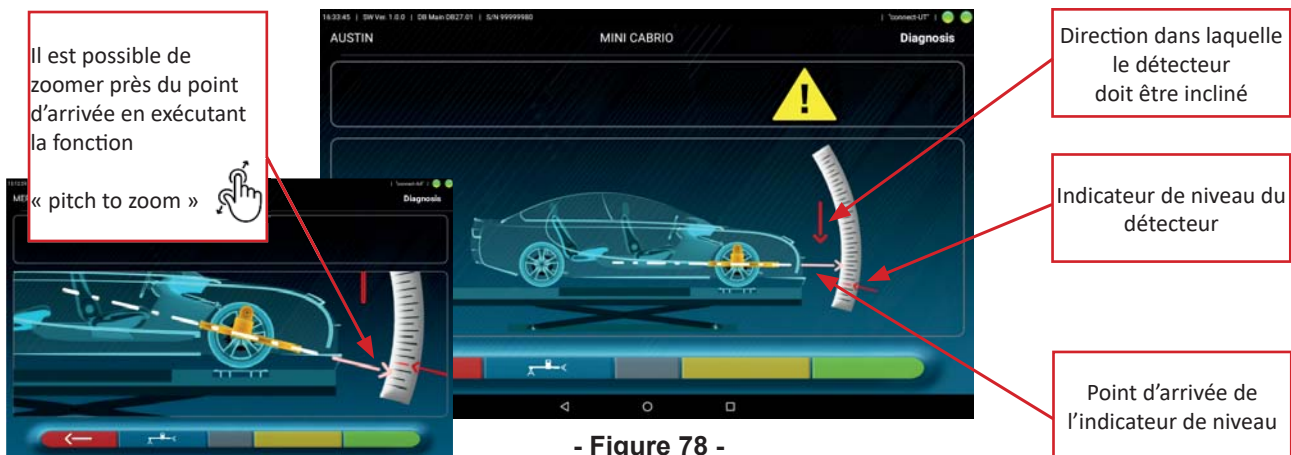 Il est possible de
zoomer près du point
d'arrivée en exécutant
la fonction
« pitch to zoom »
16:33:45 | SW Ver. 1.0.0 | DB Main DB27.01 | S/N 99999980
| "connect-UT" |
AUSTIN
MINI CABRIO
Diagnosis
Diagnosis
Direction dans laquelle
le détecteur
doit être incliné
Indicateur de niveau du
détecteur
Point d'arrivée de
l'indicateur de niveau
- Figure 78 -